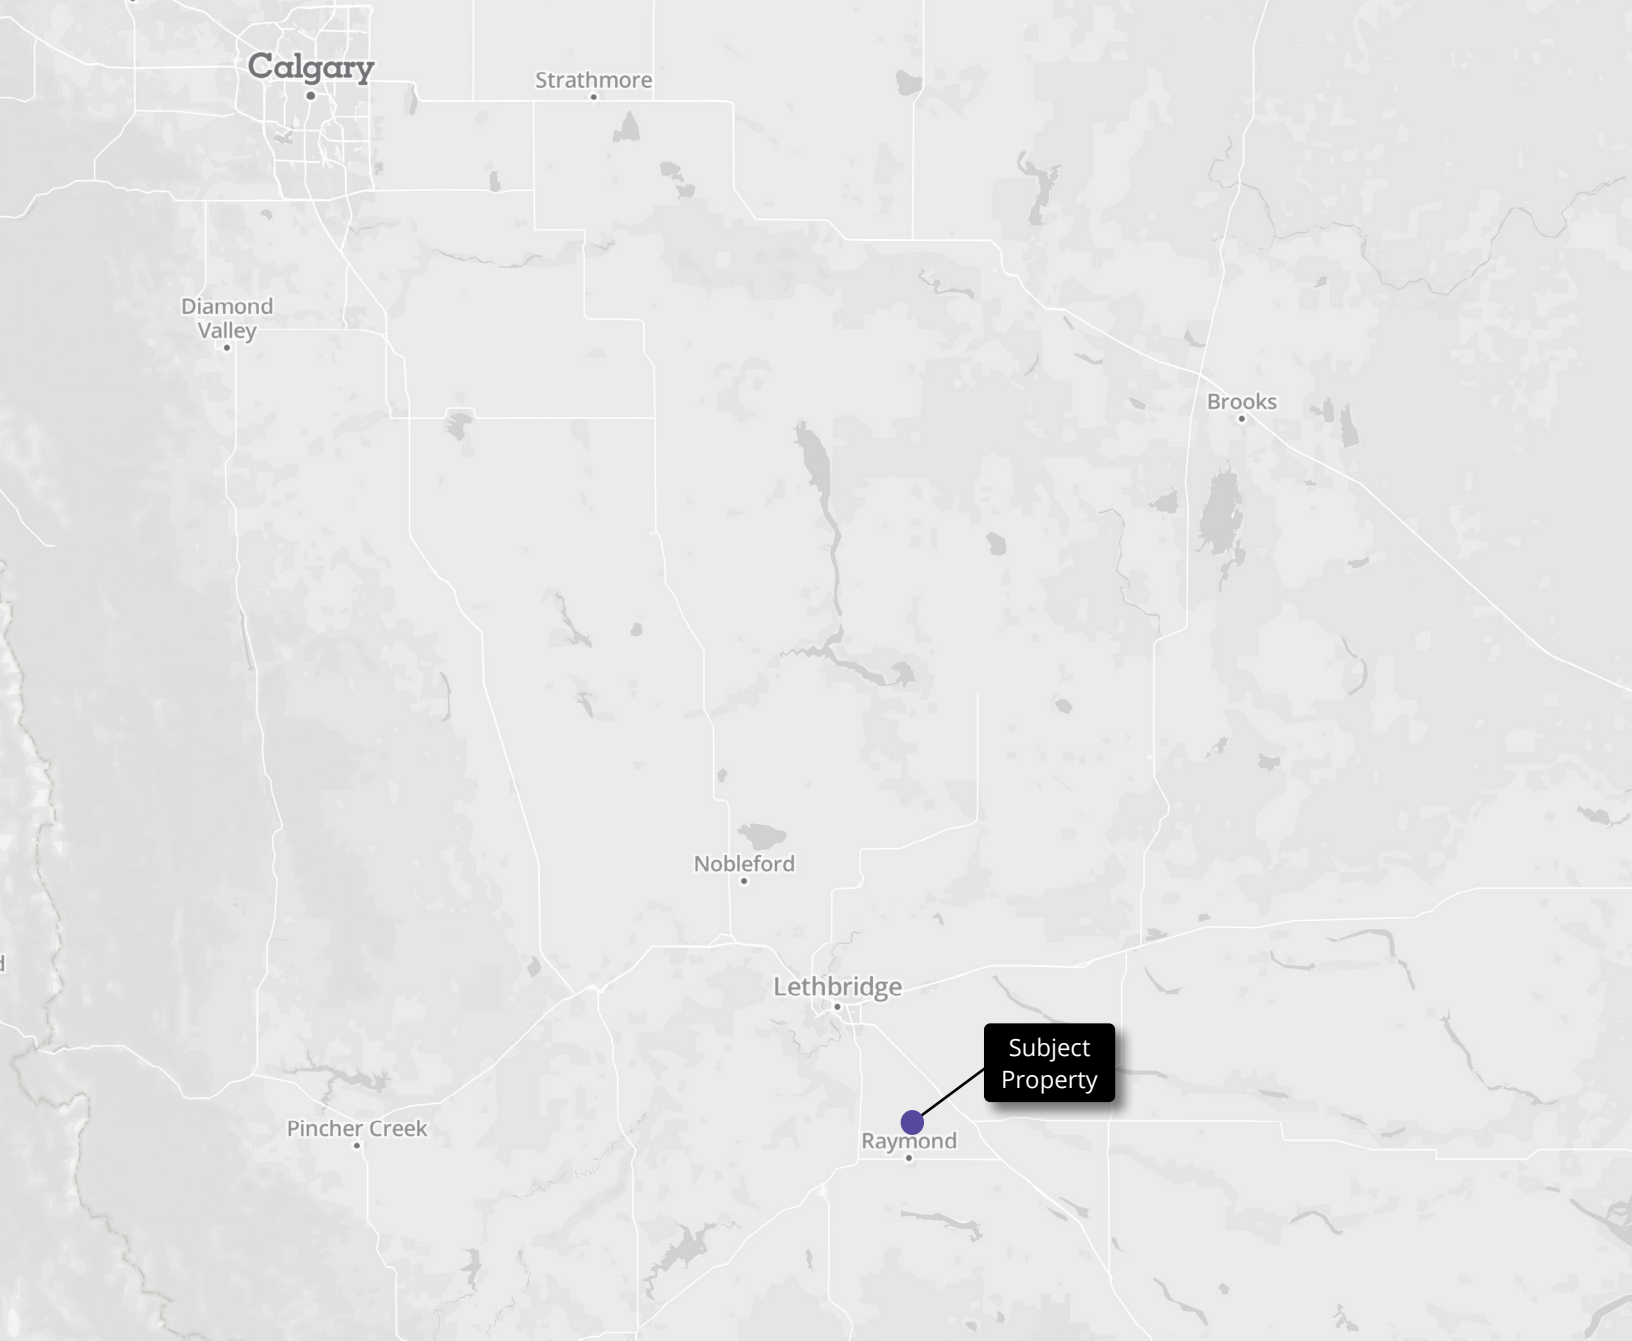 Calgary
Strathmore
Diamond
Valley
Brooks
Nobleford
Lethbridge
Subject
Property
Pincher Creek
Raymond